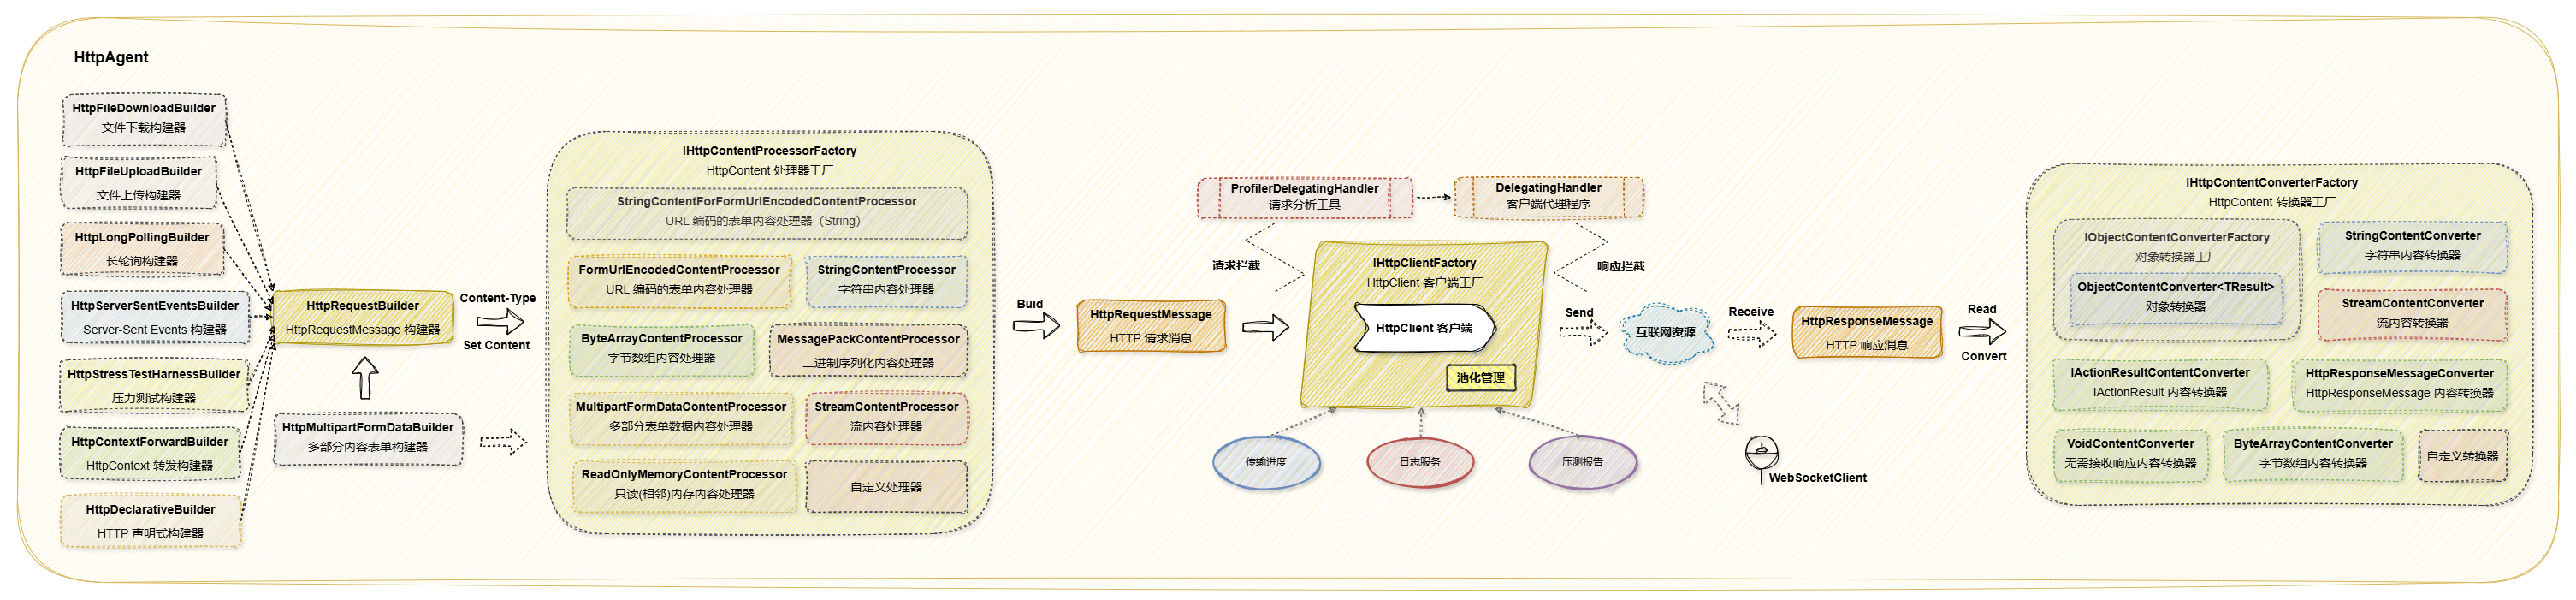 HttpAgent
HttpFileDownloadBuilder
文件下载构建器
HttpFileUploadBuilder
文件上传构建器
HttpLongPollingBuilder
长轮询构建器
HttpServerSentEventsBuilder
Server-Sent Events 构建器
HttpStressTestHarnessBuilder
压力测试构建器
HttpContextForwardBuilder
HttpContext 转发构建器
HttpDeclarativeBuilder
HTTP 声明式构建器
HttpRequestBuilder
HttpRequestMessage 构建器
HttpMultipartFormDataBuilder
多部分内容表单构建器
Content-Type
Set Content
IHttpContentProcessorFactory
HttpContent 处理器工厂
StringContentForFormUrlEncodedContentProcessor
URL 编码的表单内容处理器（String）
FormUrlEncodedContentProcessor
URL 编码的表单内容处理器
StringContentProcessor
字符串内容处理器
ByteArrayContentProcessor
字节数组内容处理器
MessagePackContentProcessor
二进制序列化内容处理器
MultipartFormDataContentProcessor
多部分表单数据内容处理器
StreamContentProcessor
流内容处理器
ReadOnlyMemoryContentProcessor
只读(相邻)内存内容处理器
自定义处理器
Buid
HttpRequestMessage
HTTP 请求消息
ProfilerDelegatingHandler
请求分析工具
DelegatingHandler
客户端代理程序
请求拦截
响应拦截
IHttpClientFactory
HttpClient 客户端工厂
HttpClient 客户端
池化管理
传输进度
日志服务
压测报告
Send
互联网资源
Receive
WebSocketClient
HttpResponseMessage
HTTP 响应消息
Read
Convert
IHttpContentConverterFactory
HttpContent 转换器工厂
IObjectContentConverterFactory
对象转换器工厂
ObjectContentConverter<TResult>
对象转换器
StringContentConverter
字符串内容转换器
StreamContentConverter
流内容转换器
IActionResultContentConverter
IActionResult 内容转换器
HttpResponseMessageConverter
HttpResponseMessage 内容转换器
VoidContentConverter
无需接收响应内容转换器
ByteArrayContentConverter
字节数组内容转换器
自定义转换器